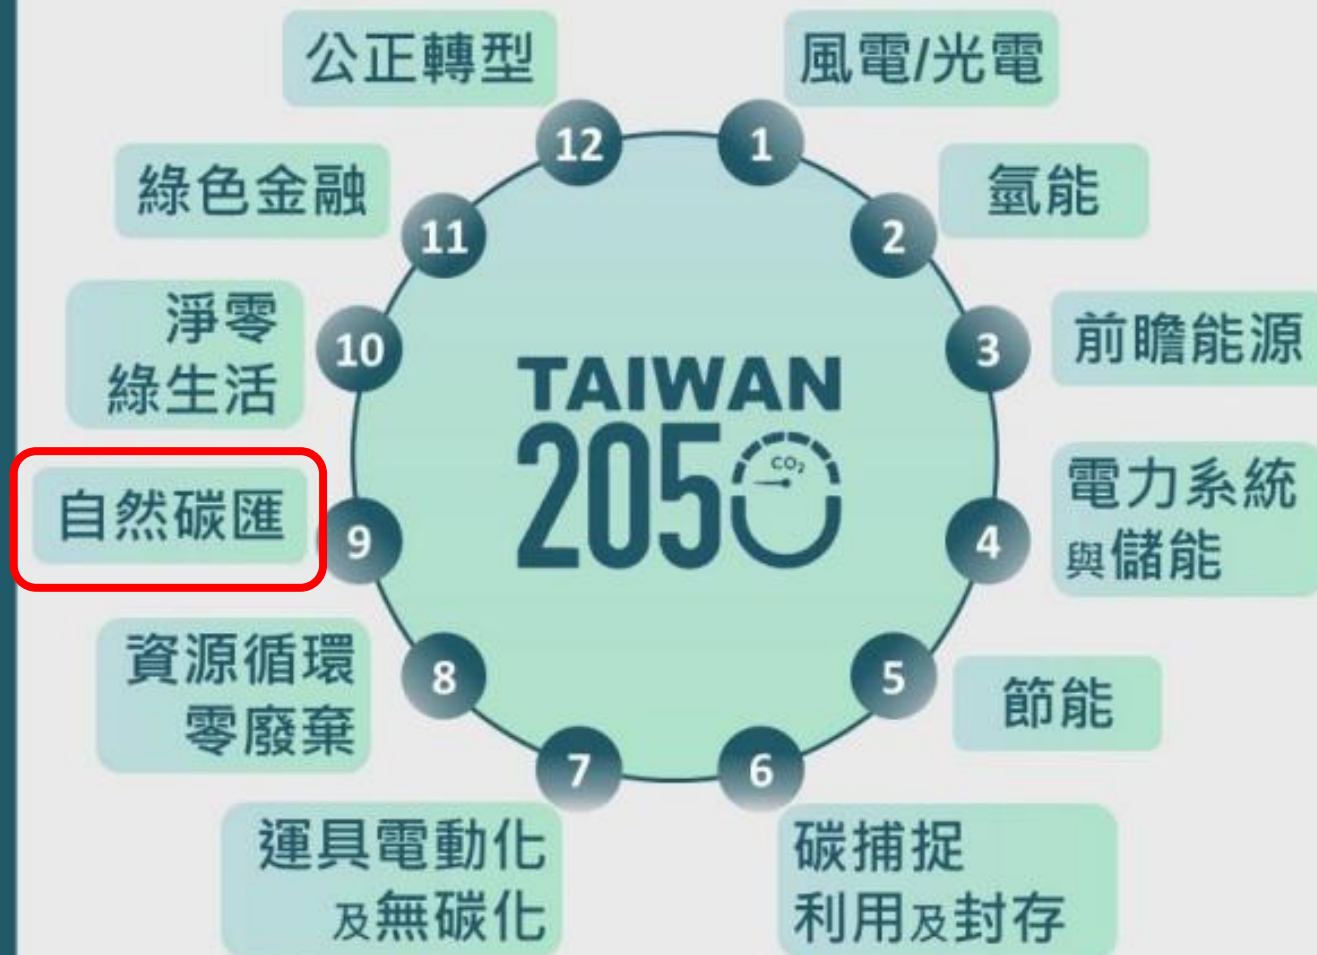 公正轉型
風電/光電
12
1
綠色金融
氫能
11
2
淨零
綠生活
前瞻能源
10
3
TAIWAN
2050
CO₂
自然碳匯
電力系統
與儲能
9
4
資源循環
零廢棄
8
5
節能
7
6
運具電動化
及無碳化
碳捕捉
利用及封存